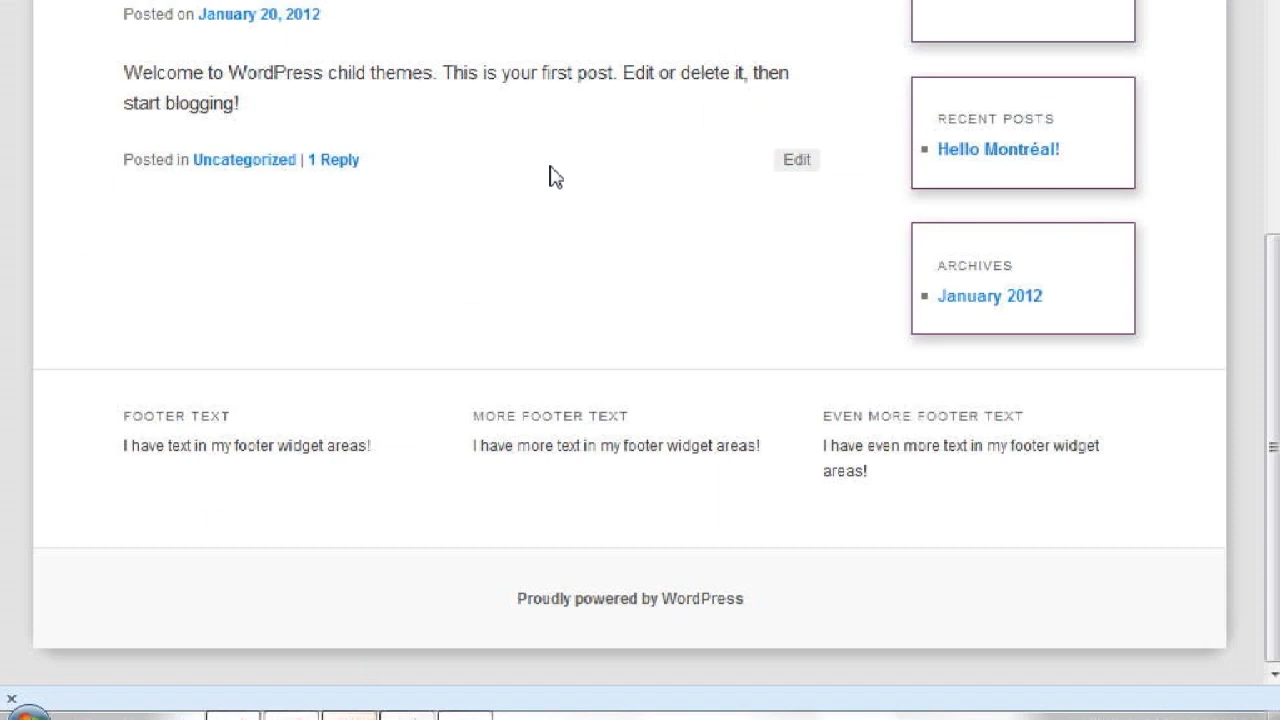 Posted on January 20, 2012
Welcome to WordPress child themes. This is your first post. Edit or delete it, then
start blogging!
Posted in Uncategorized | 1 Reply
Edit
RECENT POSTS
Hello Montréal!
ARCHIVES
January 2012
FOOTER TEXT
I have text in my footer widget areas!
MORE FOOTER TEXT
I have more text in my footer widget areas!
EVEN MORE FOOTER TEXT
I have even more text in my footer widget
areas!
Proudly powered by WordPress